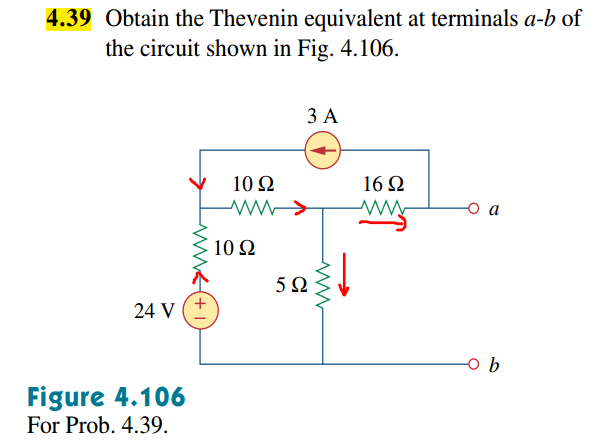 4.39 Obtain the Thevenin equivalent at terminals a-b of
the circuit shown in Fig. 4.106.
3 A
10 Ω
16 Ω
a
10 Ω
5 Ω
24 V
+
b
Figure 4.106
For Prob. 4.39.